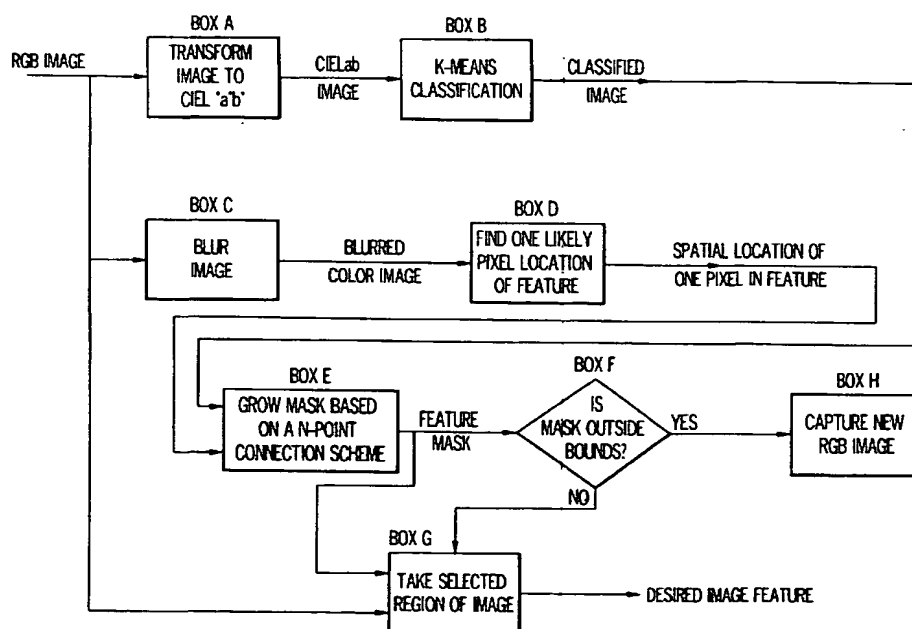 BOX A
RGB IMAGE
TRANSFORM
IMAGE TO
CIEL *a*b*
CIELab
IMAGE
BOX B
K-MEANS
CLASSIFICATION
CLASSIFIED
IMAGE
BOX C
BLUR
IMAGE
BLURRED
COLOR IMAGE
BOX D
FIND ONE LIKELY
PIXEL LOCATION
OF FEATURE
SPATIAL LOCATION OF
ONE PIXEL IN FEATURE
BOX E
GROW MASK BASED
ON A N-POINT
CONNECTION SCHEME
FEATURE
MASK
BOX F
IS
MASK OUTSIDE
BOUNDS?
YES
NO
BOX H
CAPTURE NEW
RGB IMAGE
BOX G
TAKE SELECTED
REGION OF IMAGE
DESIRED IMAGE FEATURE